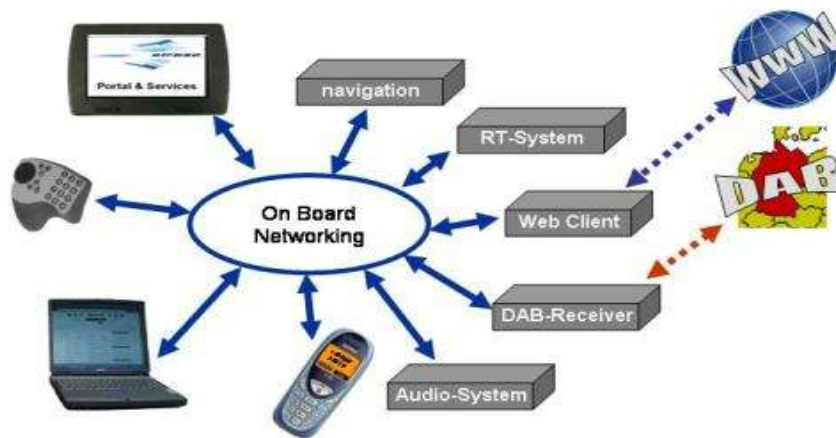 Portal & Services
navigation
WWW
RT-System
DAB
On Board
Networking
Web Client
DAB-Receiver
Audio-System